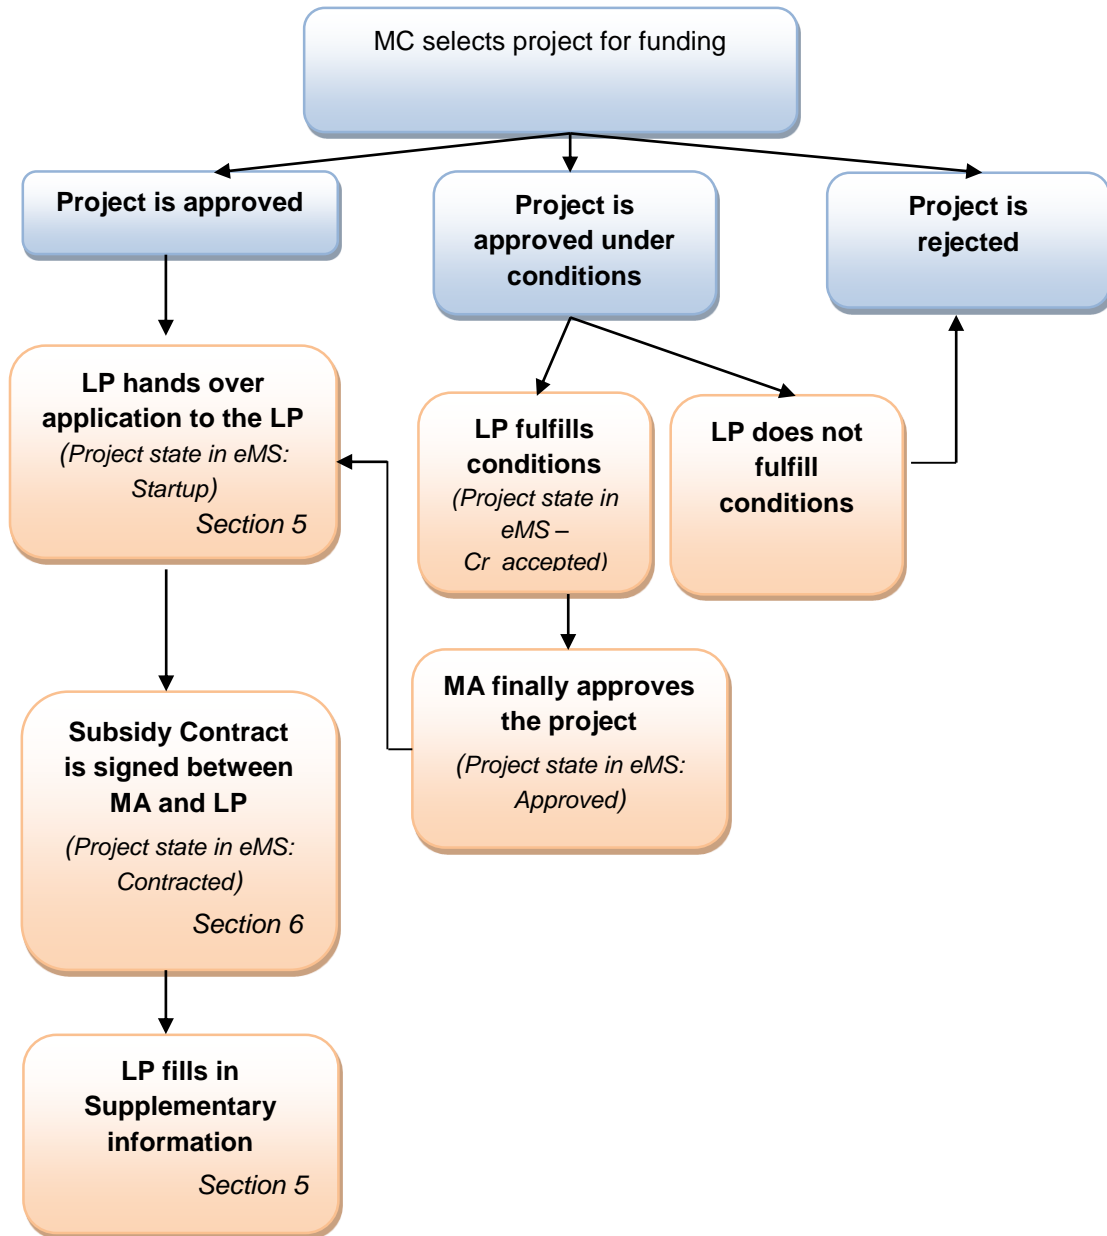 MC selects project for funding
Project is approved
Project is
approved under
conditions
Project is
rejected
LP hands over
application to the LP
(Project state in eMS:
Startup)
Section 5
LP fulfills
conditions
(Project state in
eMS –
Cr_accepted)
LP does not
fulfill
conditions
MA finally approves
the project
(Project state in eMS:
Approved)
Subsidy Contract
is signed between
MA and LP
(Project state in eMS:
Contracted)
Section 6
LP fills in
Supplementary
information
Section 5